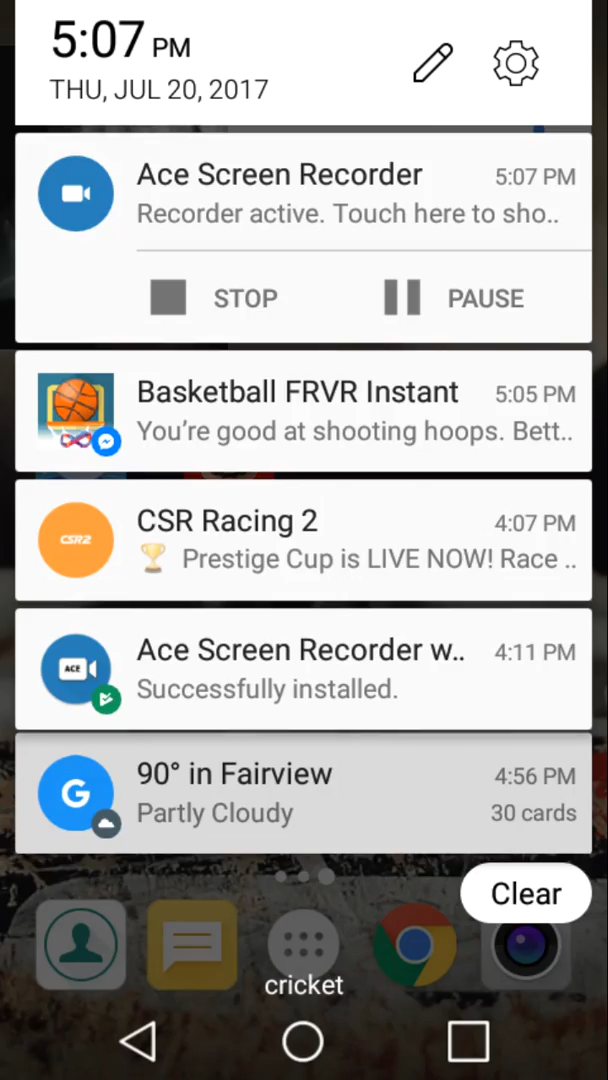 5:07 PM
THU, JUL 20, 2017
Ace Screen Recorder 5:07 PM
Recorder active. Touch here to sho..
STOP PAUSE
Basketball FRVR Instant 5:05 PM
You’re good at shooting hoops. Bett..
CSR Racing 2 4:07 PM
CSR2
🏆 Prestige Cup is LIVE NOW! Race ..
Ace Screen Recorder w.. 4:11 PM
ACE
Successfully installed.
90° in Fairview 4:56 PM
G
Partly Cloudy 30 cards
Clear
cricket